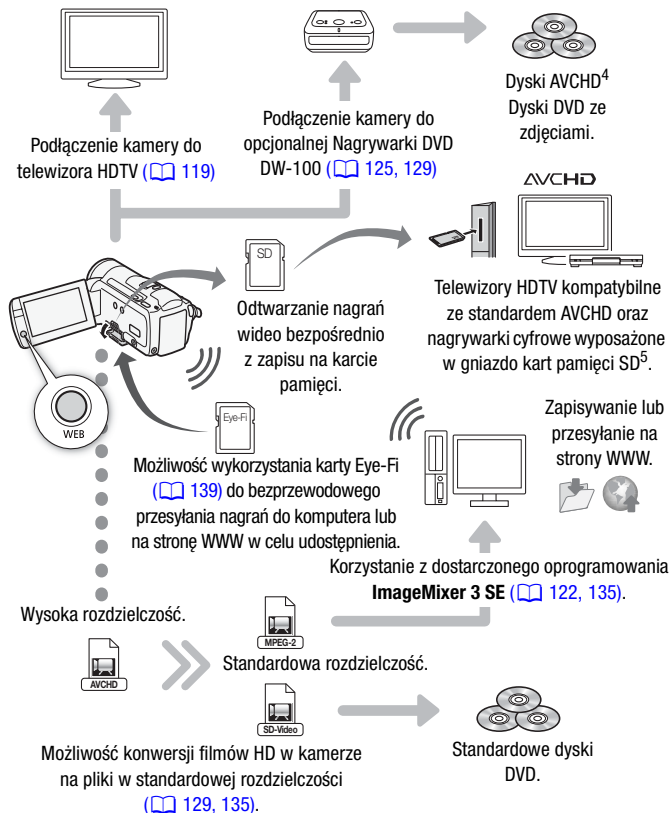 Dyski AVCHD4
Dyski DVD ze
zdjęciami.
Podłączenie kamery do
telewizora HDTV (119)
Podłączenie kamery do
opcjonalnej Nagrywarki DVD
DW-100 (125, 129)
AVCHD
SD
Odtwarzanie nagrań
wideo bezpośrednio
z zapisu na karcie
pamięci.
Telewizory HDTV kompatybilne
ze standardem AVCHD oraz
nagrywarki cyfrowe wyposażone
w gniazdo kart pamięci SD5.
WEB
Eye-Fi
Możliwość wykorzystania karty Eye-Fi
(139) do bezprzewodowego
przesyłania nagrań do komputera lub
na stronę WWW w celu udostępnienia.
Zapisywanie lub
przesyłanie na
strony WWW.
Korzystanie z dostarczonego oprogramowania
ImageMixer 3 SE (122, 135).
Wysoka rozdzielczość.
AVCHD
MPEG-2
Standardowa rozdzielczość.
SD-Video
Możliwość konwersji filmów HD w kamerze
na pliki w standardowej rozdzielczości
(129, 135).
Standardowe dyski
DVD.